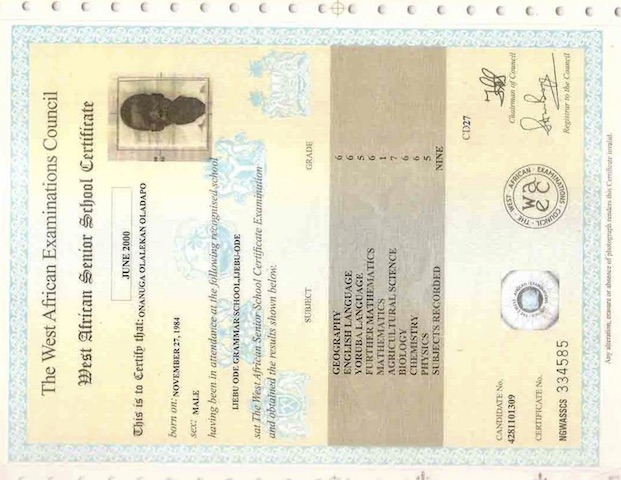 The West African Examinations Council
West African Senior School Certificate
JUNE 2000
This is to Certify that: ONANUGA OLALEKAN OLADAPO
born on: NOVEMBER 27, 1984
sex: MALE
having been in attendance at the following recognised school
IJEBU ODE GRAMMAR SCHOOL, IJEBU-ODE
sat The West African Senior School Certificate Examination
and obtained the results shown below.
SUBJECT GRADE
GEOGRAPHY 6
ENGLISH LANGUAGE 6
YORUBA LANGUAGE 5
FURTHER MATHEMATICS 6
MATHEMATICS 1
AGRICULTURAL SCIENCE 7
BIOLOGY 6
CHEMISTRY 6
PHYSICS 5
SUBJECTS RECORDED NINE
CD27
CANDIDATE No.
4281101309
CERTIFICATE No.
NGWASSCS 334585
THE WEST AFRICAN EXAMINATIONS COUNCIL
waec
Chairman of Council
Registrar to the Council
Any alteration, erasure or absence of photograph renders this Certificate invalid.